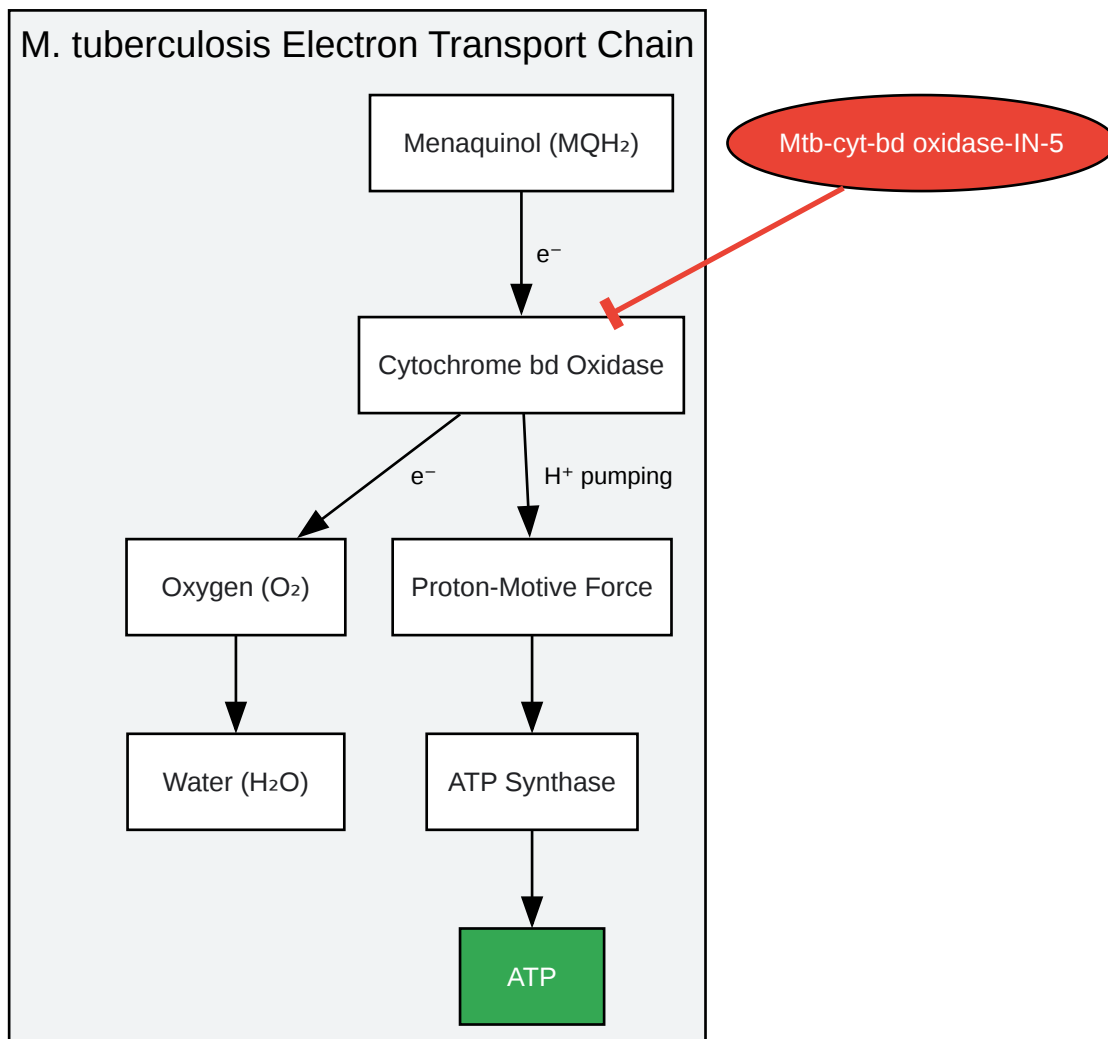 M. tuberculosis Electron Transport Chain
Menaquinol (MQH₂)
Mtb-cyt-bd oxidase-IN-5
e⁻
Cytochrome bd Oxidase
e⁻
H⁺ pumping
Oxygen (O₂)
Proton-Motive Force
Water (H₂O)
ATP Synthase
ATP